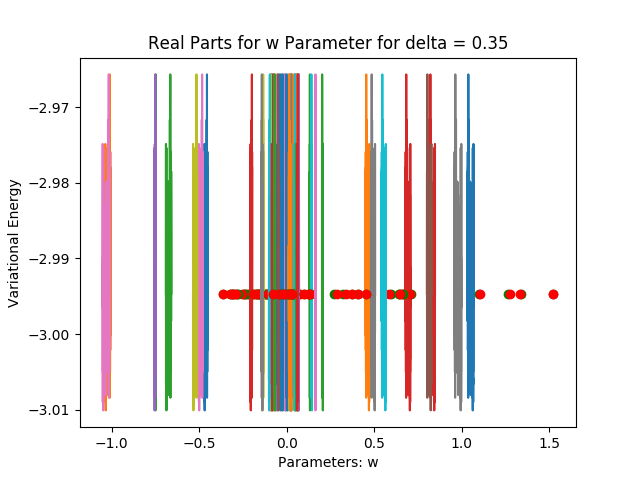 Real Parts for w Parameter for delta = 0.35
Variational Energy
−2.97
−2.98
−2.99
−3.00
−3.01
−1.0 −0.5 0.0 0.5 1.0 1.5
Parameters: w